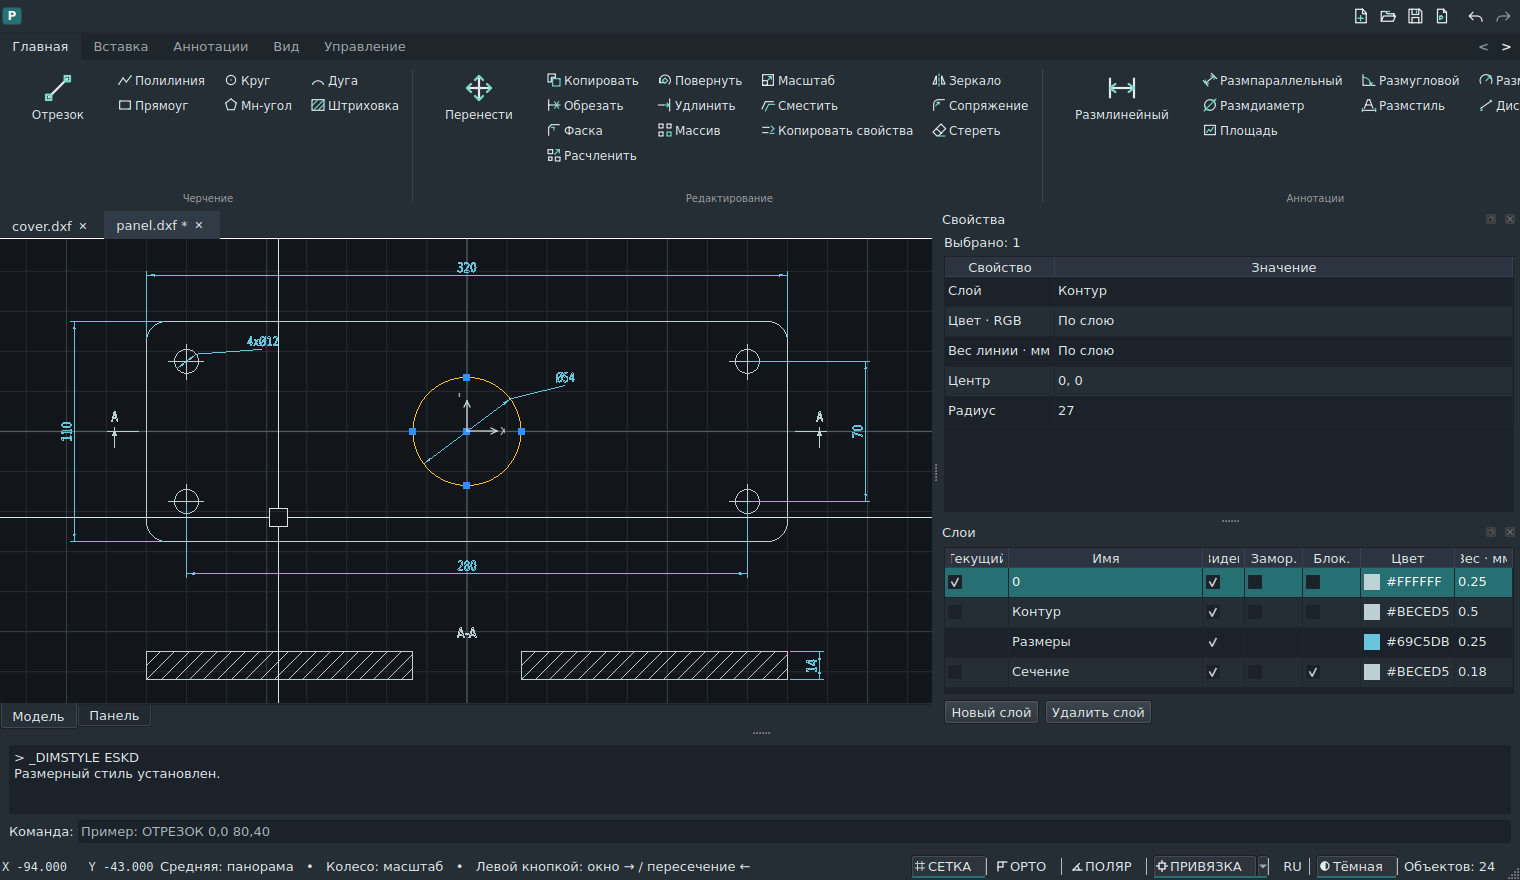 P
Главная Вставка Аннотации Вид Управление < >
Отрезок
Полилиния Круг Дуга
Прямоуг Мн-угол Штриховка
Черчение
Перенести
Копировать Повернуть Масштаб Зеркало
Обрезать Удлинить Сместить Сопряжение
Фаска Массив Копировать свойства Стереть
Расчленить
Редактирование
Размлинейный
Размпараллельный Размугловой Раз
Размдиаметр Размстиль Дис
Площадь
Аннотации
cover.dxf × panel.dxf * ×
320
4xØ12
Ø54
A A
110
70
X
280
A-A
14
Модель Панель
Свойства
Выбрано: 1
Свойство Значение
Слой Контур
Цвет · RGB По слою
Вес линии · мм По слою
Центр 0, 0
Радиус 27
Слои
Текущий Имя Замор. Блок. Цвет Вес · мм
0 #FFFFFF 0.25
Контур #BECED5 0.5
Размеры #69C5DB 0.25
Сечение #BECED5 0.18
Новый слой Удалить слой
> _DIMSTYLE ESKD
Размерный стиль установлен.
Команда: Пример: ОТРЕЗОК 0,0 80,40
X -94.000 Y -43.000 Средняя: панорама • Колесо: масштаб • Левой кнопкой: окно → / пересечение ← СЕТКА ОРТО ПОЛЯР ПРИВЯЗКА RU Тёмная Объектов: 24